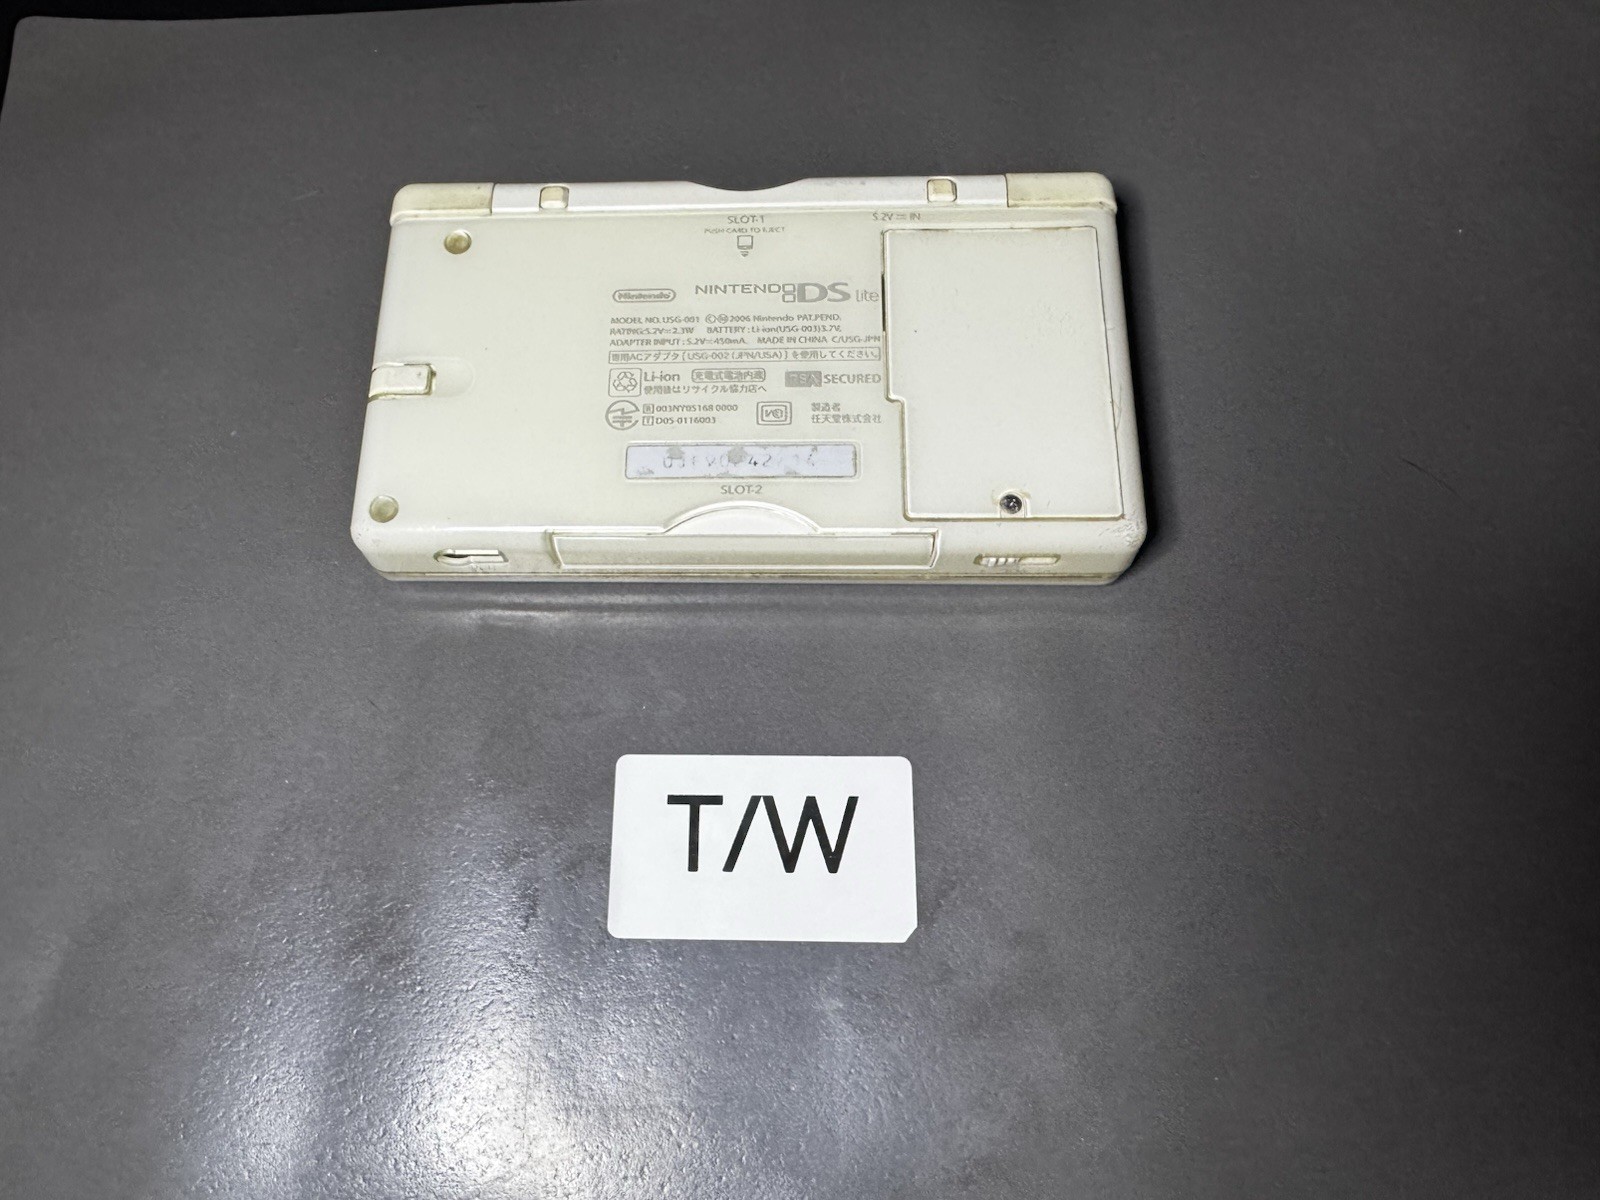 SLOT-1
5.2V⎓IN
PUSH CARD TO EJECT
Nintendo
NINTENDO DS Lite
MODEL NO. USG-001 ©Ⓜ2006 Nintendo PAT.PEND.
RATING:5.2V⎓2.3W BATTERY : Li-ion(USG-003)3.7V,
ADAPTER INPUT : 5.2V⎓450mA. MADE IN CHINA C/USG-JPN
専用ACアダプタ [USG-002 (JPN/USA)] を使用してください。
Li-ion 充電式電池内蔵
使用後はリサイクル協力店へ
RSA SECURED
R 003NY05168 0000
T D05-0116003
製造者
任天堂株式会社
SLOT-2
T/W